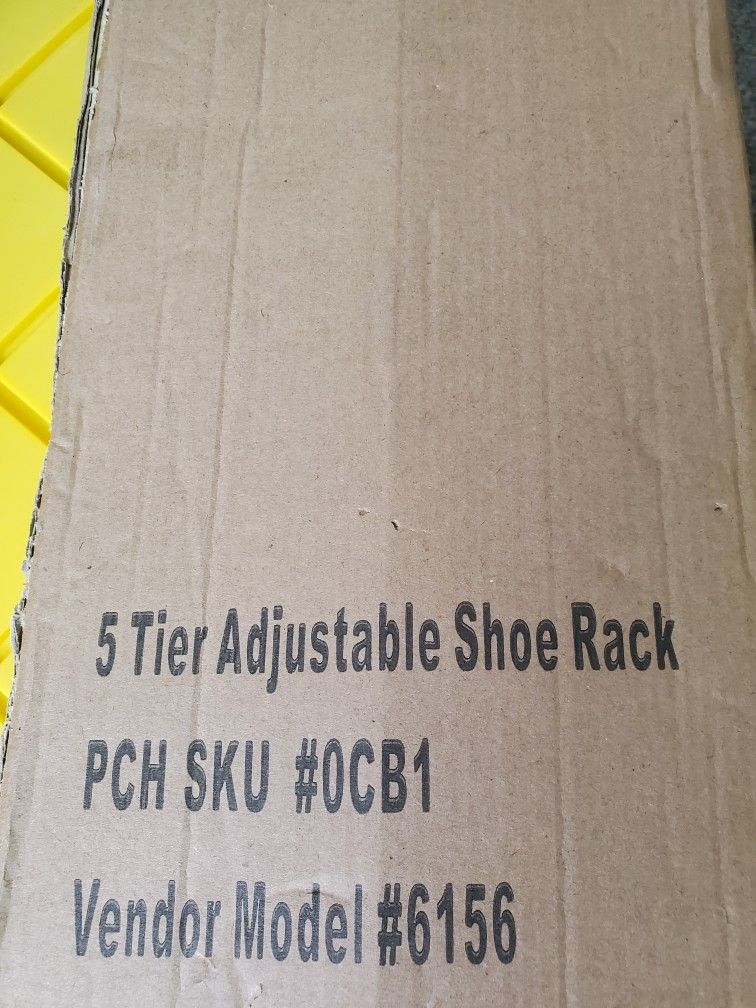 5 Tier Adjustable Shoe Rack
PCH SKU #0CB1
Vendor Model #6156